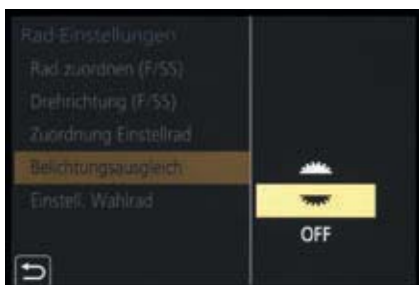 Rad-Einstellungen
Rad zuordnen (F/SS)
Drehrichtung (F/SS)
Zuordnung Einstellrad
Belichtungsausgleich
Einstell. Wahlrad
OFF